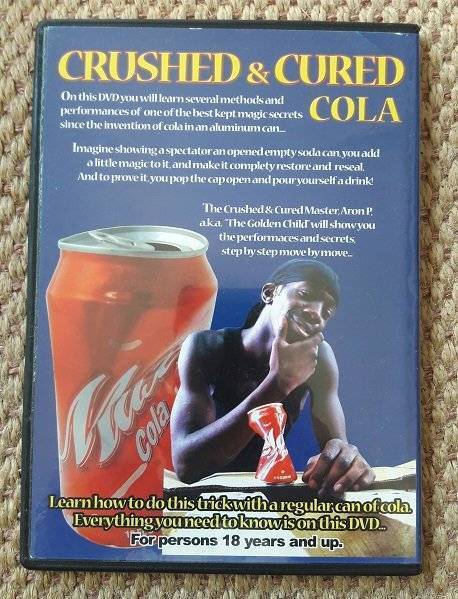 CRUSHED & CURED
COLA
On this DVD you will learn several methods and
performances of one of the best kept magic secrets
since the invention of cola in an aluminum can...
Imagine showing a spectator an opened empty soda can, you add
a little magic to it, and make it complety restore and reseal.
And to prove it, you pop the cap open and pour yourself a drink!
The Crushed & Cured Master, Aron P.
a.k.a. "The Golden Child" will show you
the performaces and secrets,
step by step move by move...
Cola
Learn how to do this trick with a regular can of cola.
Everything you need to know is on this DVD...
For persons 18 years and up.